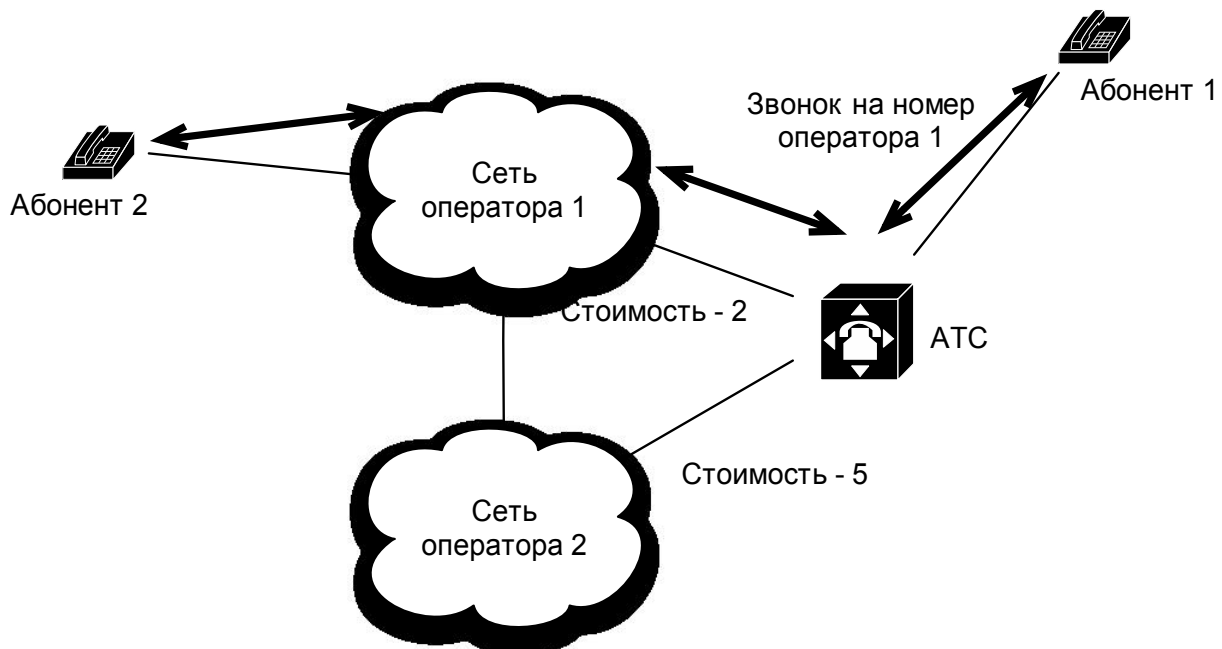 Абонент 1
Звонок на номер
оператора 1
Абонент 2
Сеть
оператора 1
Стоимость - 2
АТС
Стоимость - 5
Сеть
оператора 2